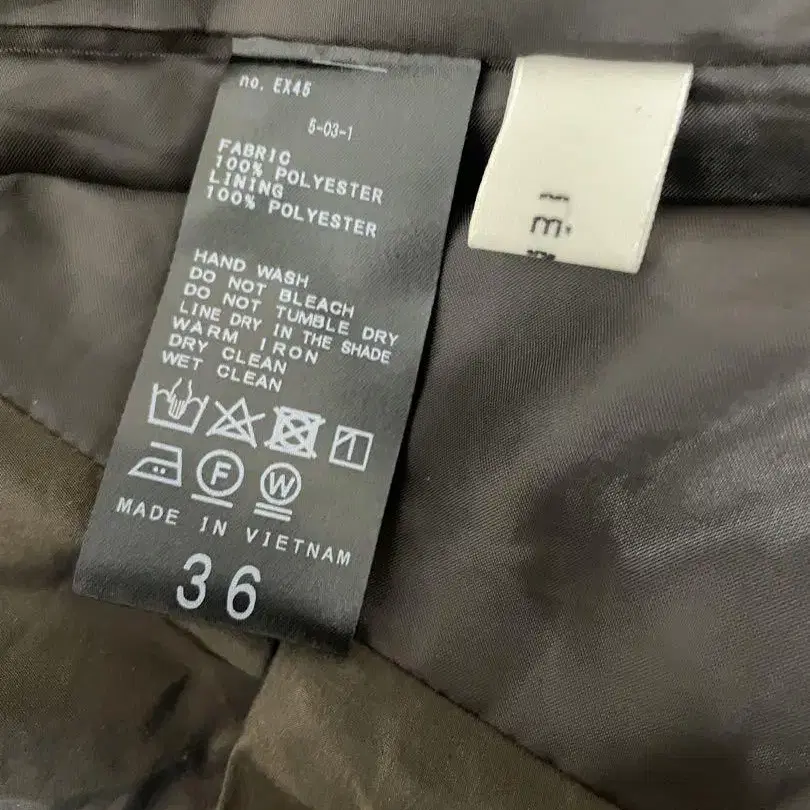 no. EX45
5-03-1
FABRIC
100% POLYESTER
LINING
100% POLYESTER
HAND WASH
DO NOT BLEACH
DO NOT TUMBLE DRY
LINE DRY IN THE SHADE
WARM IRON
DRY CLEAN
WET CLEAN
F W
MADE IN VIETNAM
36